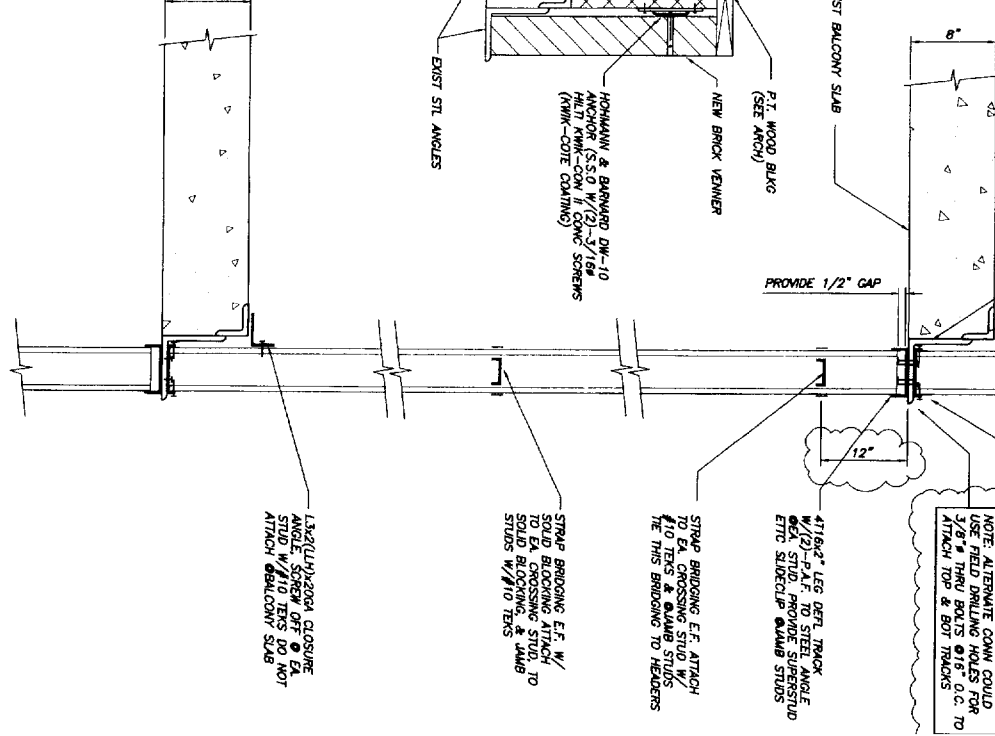 8"
ST BALCONY SLAB
P.T. WOOD BLKG
(SEE ARCH)
NEW BRICK VENNER
HOHMANN & BARNARD DW-10
ANCHOR (S.S.O W/(2)-3/16ø
HILTI KWIK-CON II CONC SCREWS
(KWIK-COTE COATING)
EXIST STL ANGLES
PROVIDE 1/2" GAP
12"
NOTE: ALTERNATE CONN COULD
USE FIELD DRILLING HOLES FOR
3/8"ø THRU BOLTS @16" O.C. TO
ATTACH TOP & BOT TRACKS
4T16x2" LEG DEFL TRACK
W/(2)-P.A.F. TO STEEL ANGLE
@EA. STUD. PROVIDE SUPERSTUD
ETTC SLIDECLIP @JAMB STUDS
STRAP BRIDGING E.F. ATTACH
TO EA. CROSSING STUD W/
#10 TEKS & @JAMB STUDS
TIE THIS BRIDGING TO HEADERS
STRAP BRIDGING E.F. W/
SOLID BLOCKING ATTACH
TO EA. CROSSING STUD, TO
SOLID BLOCKING, & JAMB
STUDS W/#10 TEKS
L3x2(LLH)x20GA CLOSURE
ANGLE, SCREW OFF @ EA.
STUD W/#10 TEKS DO NOT
ATTACH @BALCONY SLAB